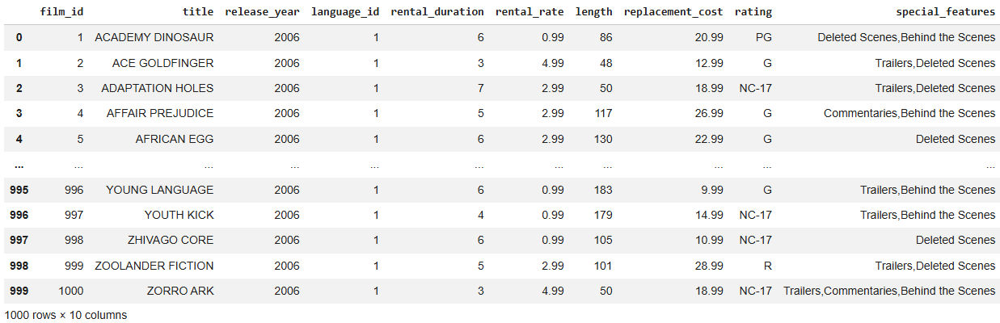 film_id title release_year language_id rental_duration rental_rate length replacement_cost rating special_features
0 1 ACADEMY DINOSAUR 2006 1 6 0.99 86 20.99 PG Deleted Scenes,Behind the Scenes
1 2 ACE GOLDFINGER 2006 1 3 4.99 48 12.99 G Trailers,Deleted Scenes
2 3 ADAPTATION HOLES 2006 1 7 2.99 50 18.99 NC-17 Trailers,Deleted Scenes
3 4 AFFAIR PREJUDICE 2006 1 5 2.99 117 26.99 G Commentaries,Behind the Scenes
4 5 AFRICAN EGG 2006 1 6 2.99 130 22.99 G Deleted Scenes
... ... ... ... ... ... ... ... ... ... ...
995 996 YOUNG LANGUAGE 2006 1 6 0.99 183 9.99 G Trailers,Behind the Scenes
996 997 YOUTH KICK 2006 1 4 0.99 179 14.99 NC-17 Trailers,Behind the Scenes
997 998 ZHIVAGO CORE 2006 1 6 0.99 105 10.99 NC-17 Deleted Scenes
998 999 ZOOLANDER FICTION 2006 1 5 2.99 101 28.99 R Trailers,Deleted Scenes
999 1000 ZORRO ARK 2006 1 3 4.99 50 18.99 NC-17 Trailers,Commentaries,Behind the Scenes
1000 rows × 10 columns